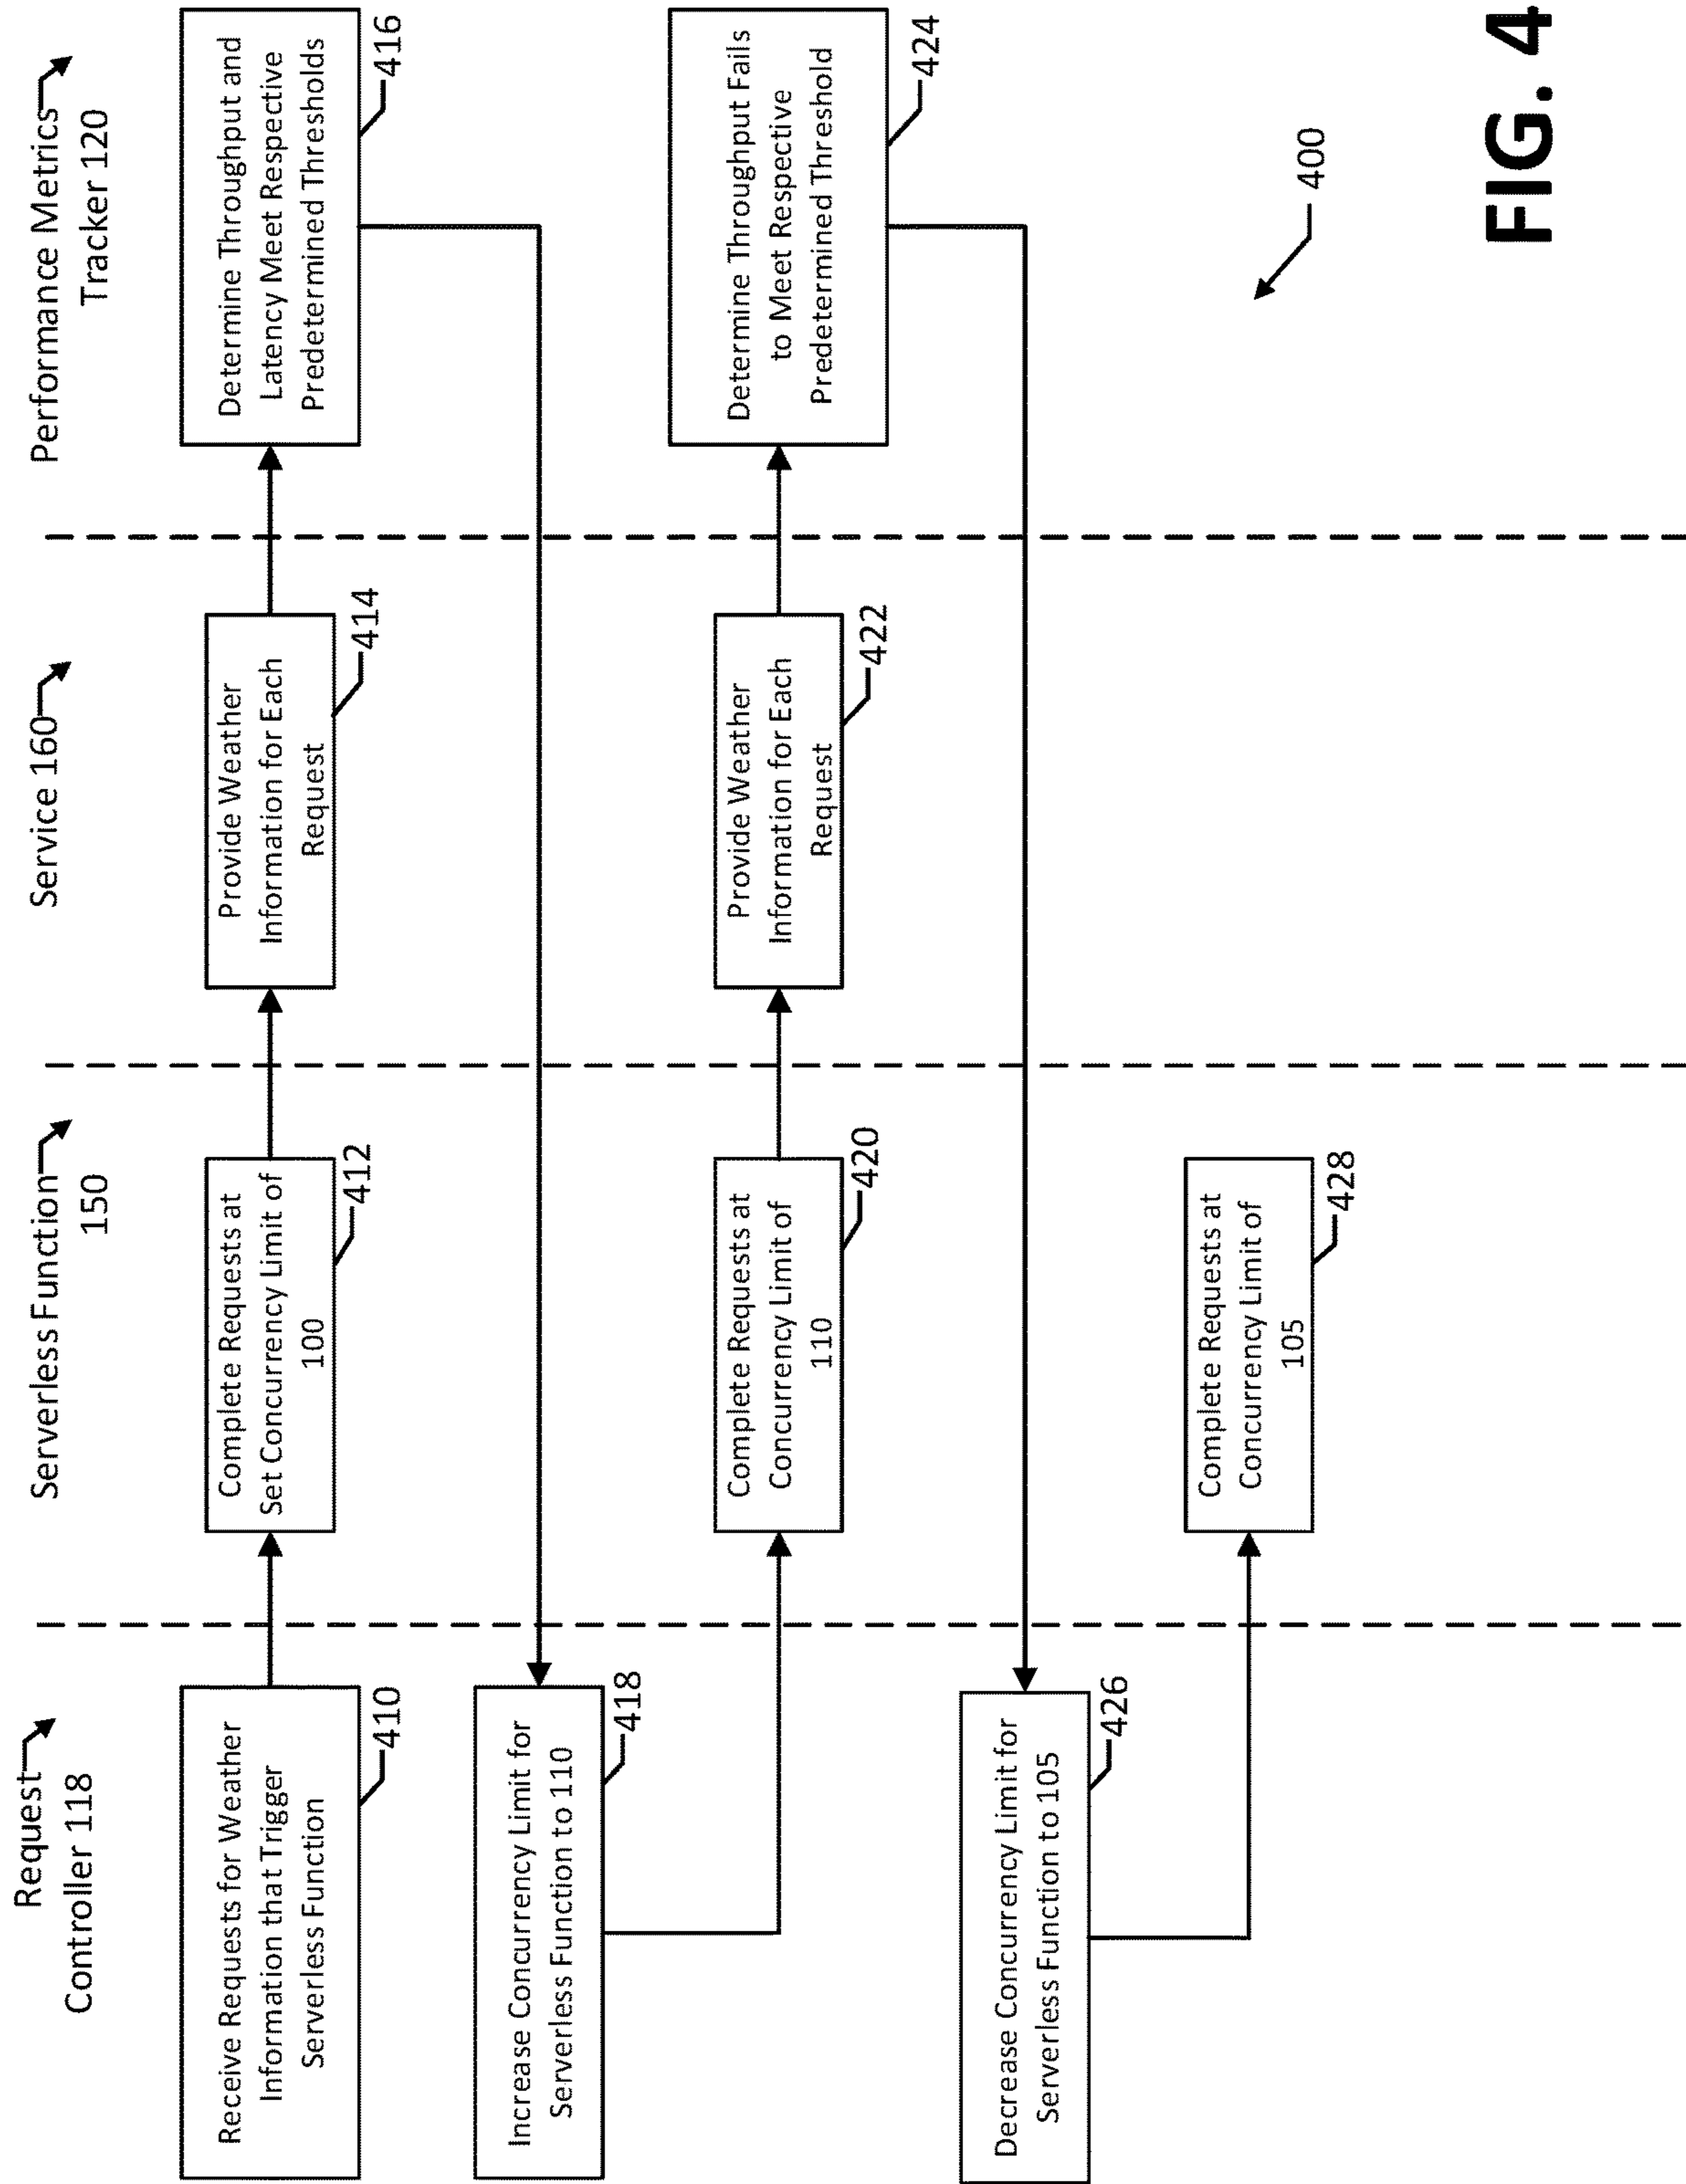 Request
Controller 118
Serverless Function
150
Service 160
Performance Metrics
Tracker 120
Receive Requests for Weather
Information that Trigger
Serverless Function
410
Complete Requests at
Set Concurrency Limit of
100
412
Provide Weather
Information for Each
Request
414
Determine Throughput and
Latency Meet Respective
Predetermined Thresholds
416
Increase Concurrency Limit for
Serverless Function to 110
418
Complete Requests at
Concurrency Limit of
110
420
Provide Weather
Information for Each
Request
422
Determine Throughput Fails
to Meet Respective
Predetermined Threshold
424
Decrease Concurrency Limit for
Serverless Function to 105
426
Complete Requests at
Concurrency Limit of
105
428
400
FIG. 4